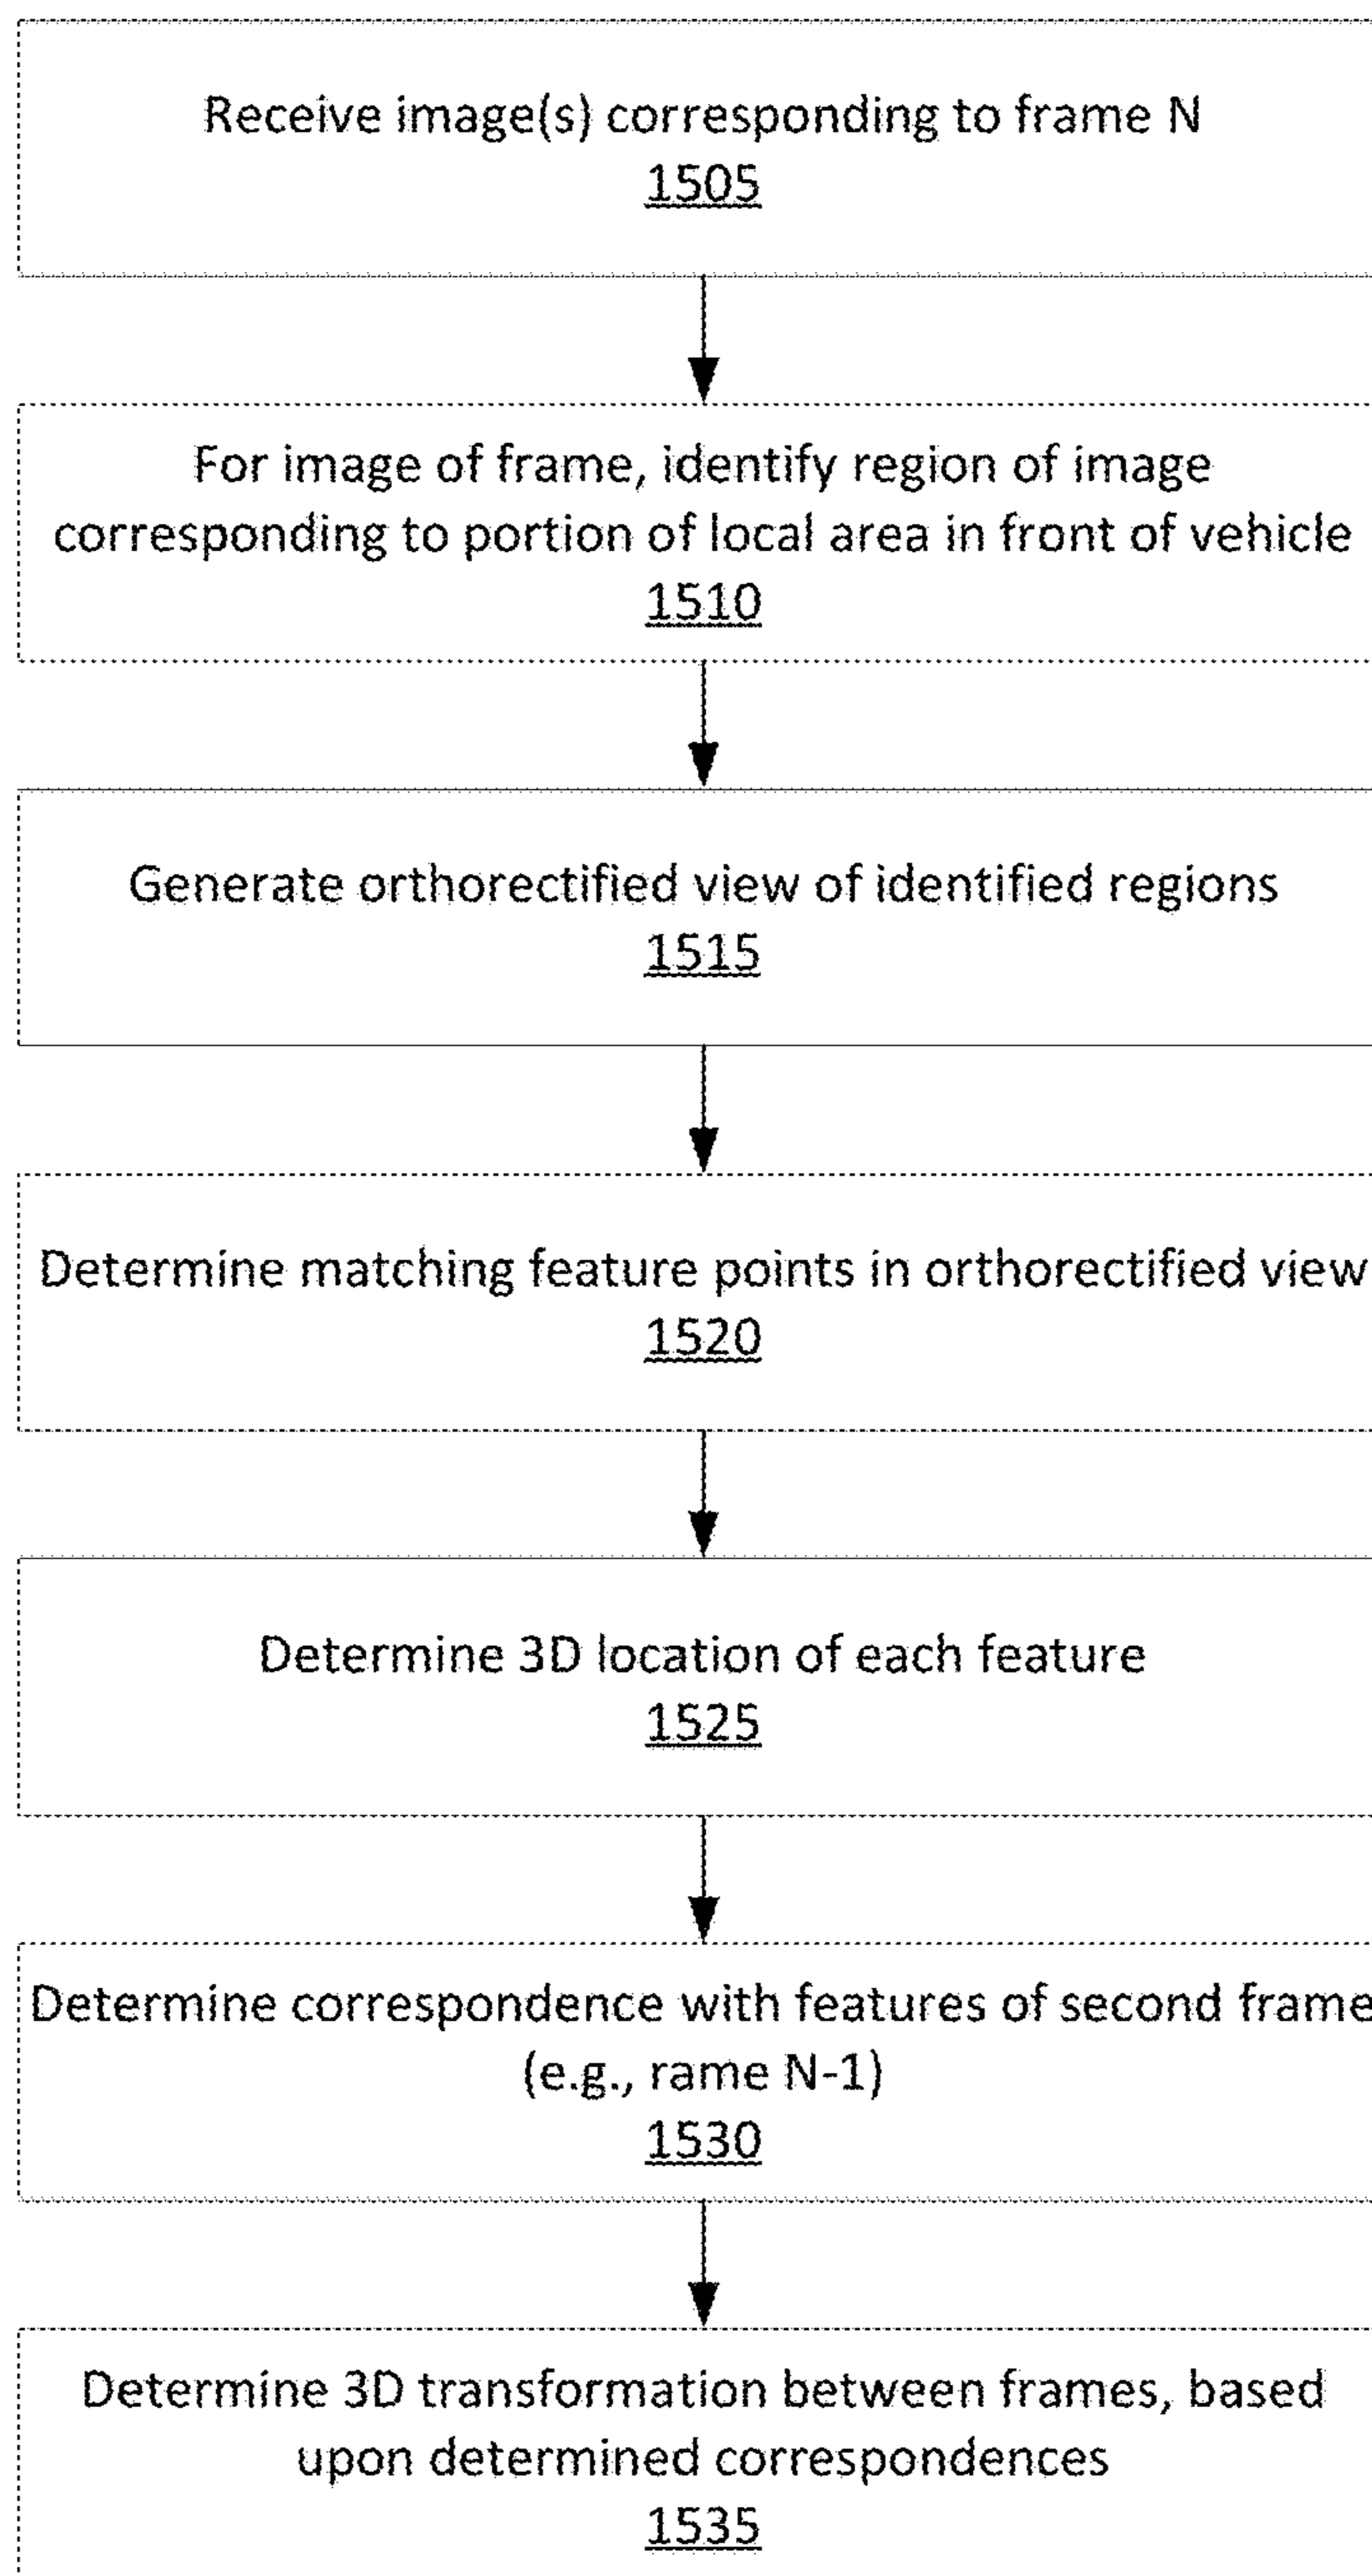 Receive image(s) corresponding to frame N
1505
For image of frame, identify region of image
corresponding to portion of local area in front of vehicle
1510
Generate orthorectified view of identified regions
1515
Determine matching feature points in orthorectified view
1520
Determine 3D location of each feature
1525
Determine correspondence with features of second frame
(e.g., rame N-1)
1530
Determine 3D transformation between frames, based
upon determined correspondences
1535